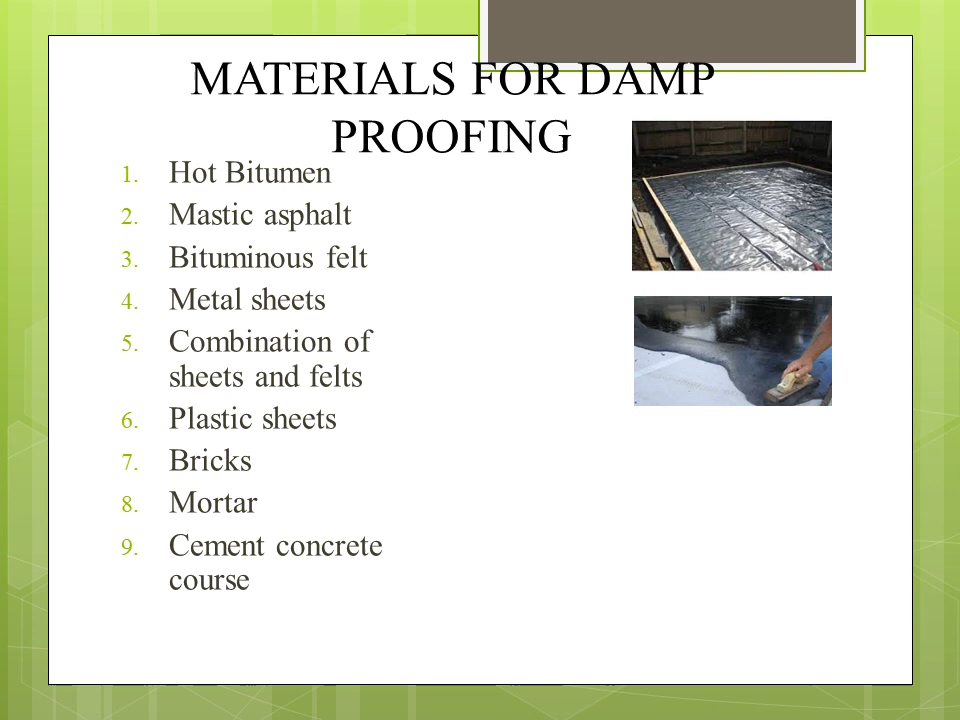 MATERIALS FOR DAMP
PROOFING
1. Hot Bitumen
2. Mastic asphalt
3. Bituminous felt
4. Metal sheets
5. Combination of
sheets and felts
6. Plastic sheets
7. Bricks
8. Mortar
9. Cement concrete
course